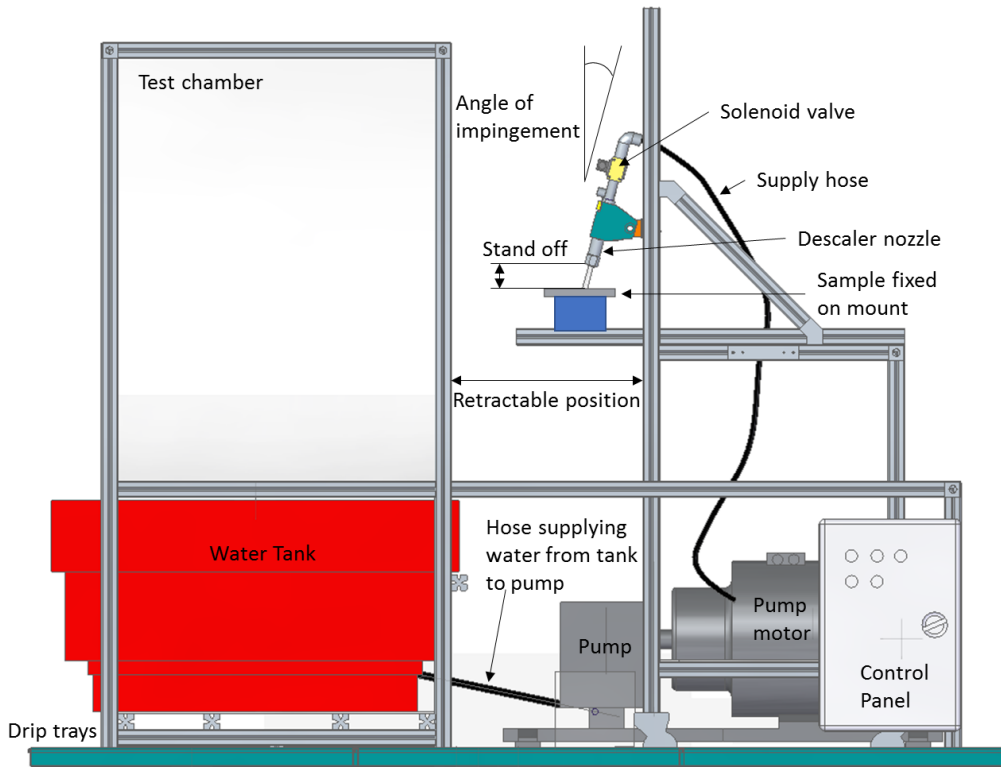 Test chamber
Angle of
impingement
Solenoid valve
Supply hose
Stand off
Descaler nozzle
Sample fixed
on mount
Retractable position
Water Tank
Hose supplying
water from tank
to pump
Pump
Pump
motor
Control
Panel
Drip trays